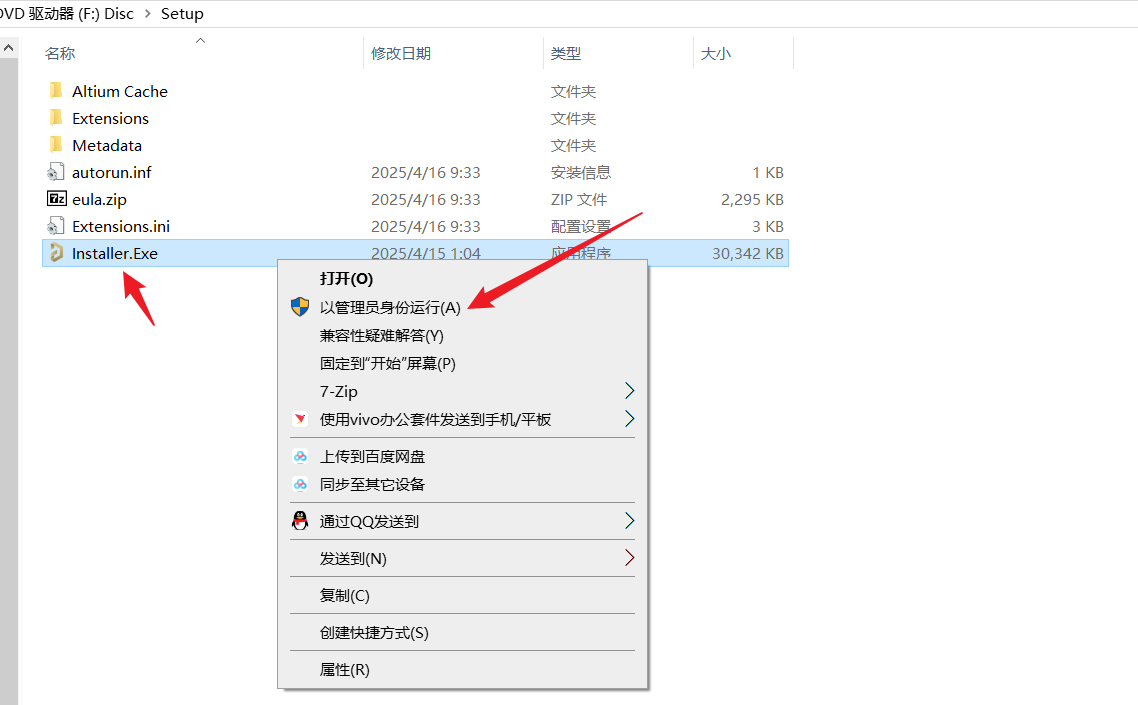 DVD 驱动器 (F:) Disc > Setup
名称 修改日期 类型 大小
Altium Cache 文件夹
Extensions 文件夹
Metadata 文件夹
autorun.inf 2025/4/16 9:33 安装信息 1 KB
eula.zip 2025/4/16 9:33 ZIP 文件 2,295 KB
Extensions.ini 2025/4/16 9:33 配置设置 3 KB
Installer.Exe 2025/4/15 1:04 应用程序 30,342 KB
打开(O)
以管理员身份运行(A)
兼容性疑难解答(Y)
固定到“开始”屏幕(P)
7-Zip
使用vivo办公套件发送到手机/平板
上传到百度网盘
同步至其它设备
通过QQ发送到
发送到(N)
复制(C)
创建快捷方式(S)
属性(R)